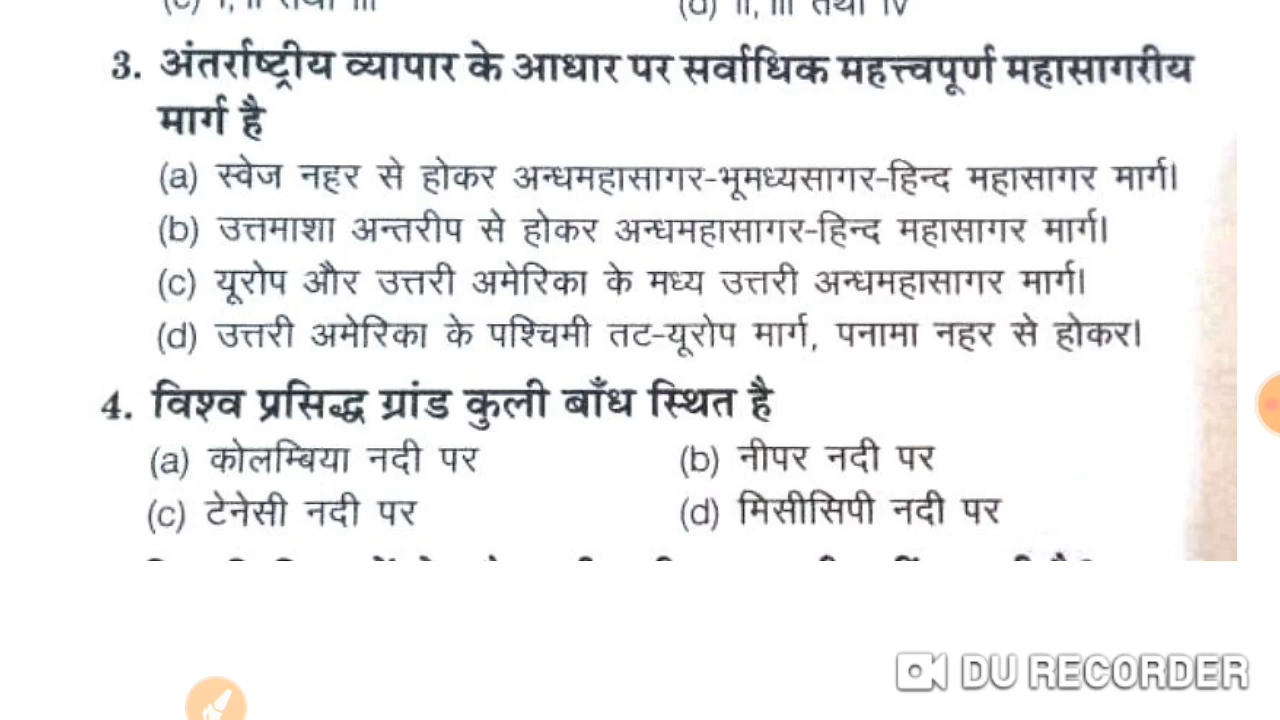 3. अंतर्राष्ट्रीय व्यापार के आधार पर सर्वाधिक महत्त्वपूर्ण महासागरीय
मार्ग है
(a) स्वेज नहर से होकर अन्धमहासागर-भूमध्यसागर-हिन्द महासागर मार्ग।
(b) उत्तमाशा अन्तरीप से होकर अन्धमहासागर-हिन्द महासागर मार्ग।
(c) यूरोप और उत्तरी अमेरिका के मध्य उत्तरी अन्धमहासागर मार्ग।
(d) उत्तरी अमेरिका के पश्चिमी तट-यूरोप मार्ग, पनामा नहर से होकर।
4. विश्व प्रसिद्ध ग्रांड कुली बाँध स्थित है
(a) कोलम्बिया नदी पर (b) नीपर नदी पर
(c) टेनेसी नदी पर (d) मिसीसिपी नदी पर
DU RECORDER